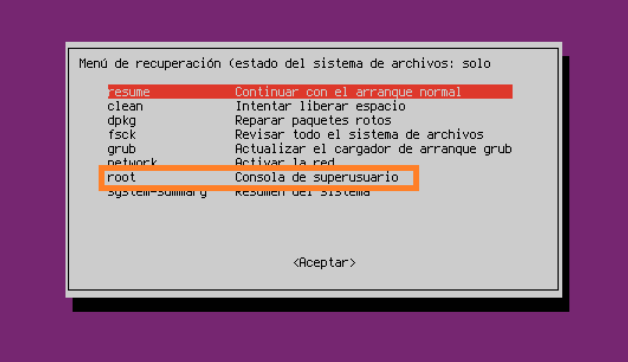 Menú de recuperación (estado del sistema de archivos: solo
resume Continuar con el arranque normal
clean Intentar liberar espacio
dpkg Reparar paquetes rotos
fsck Revisar todo el sistema de archivos
grub Actualizar el cargador de arranque grub
network Activar la red
root Consola de superusuario
system-summary Resumen del sistema
<Aceptar>